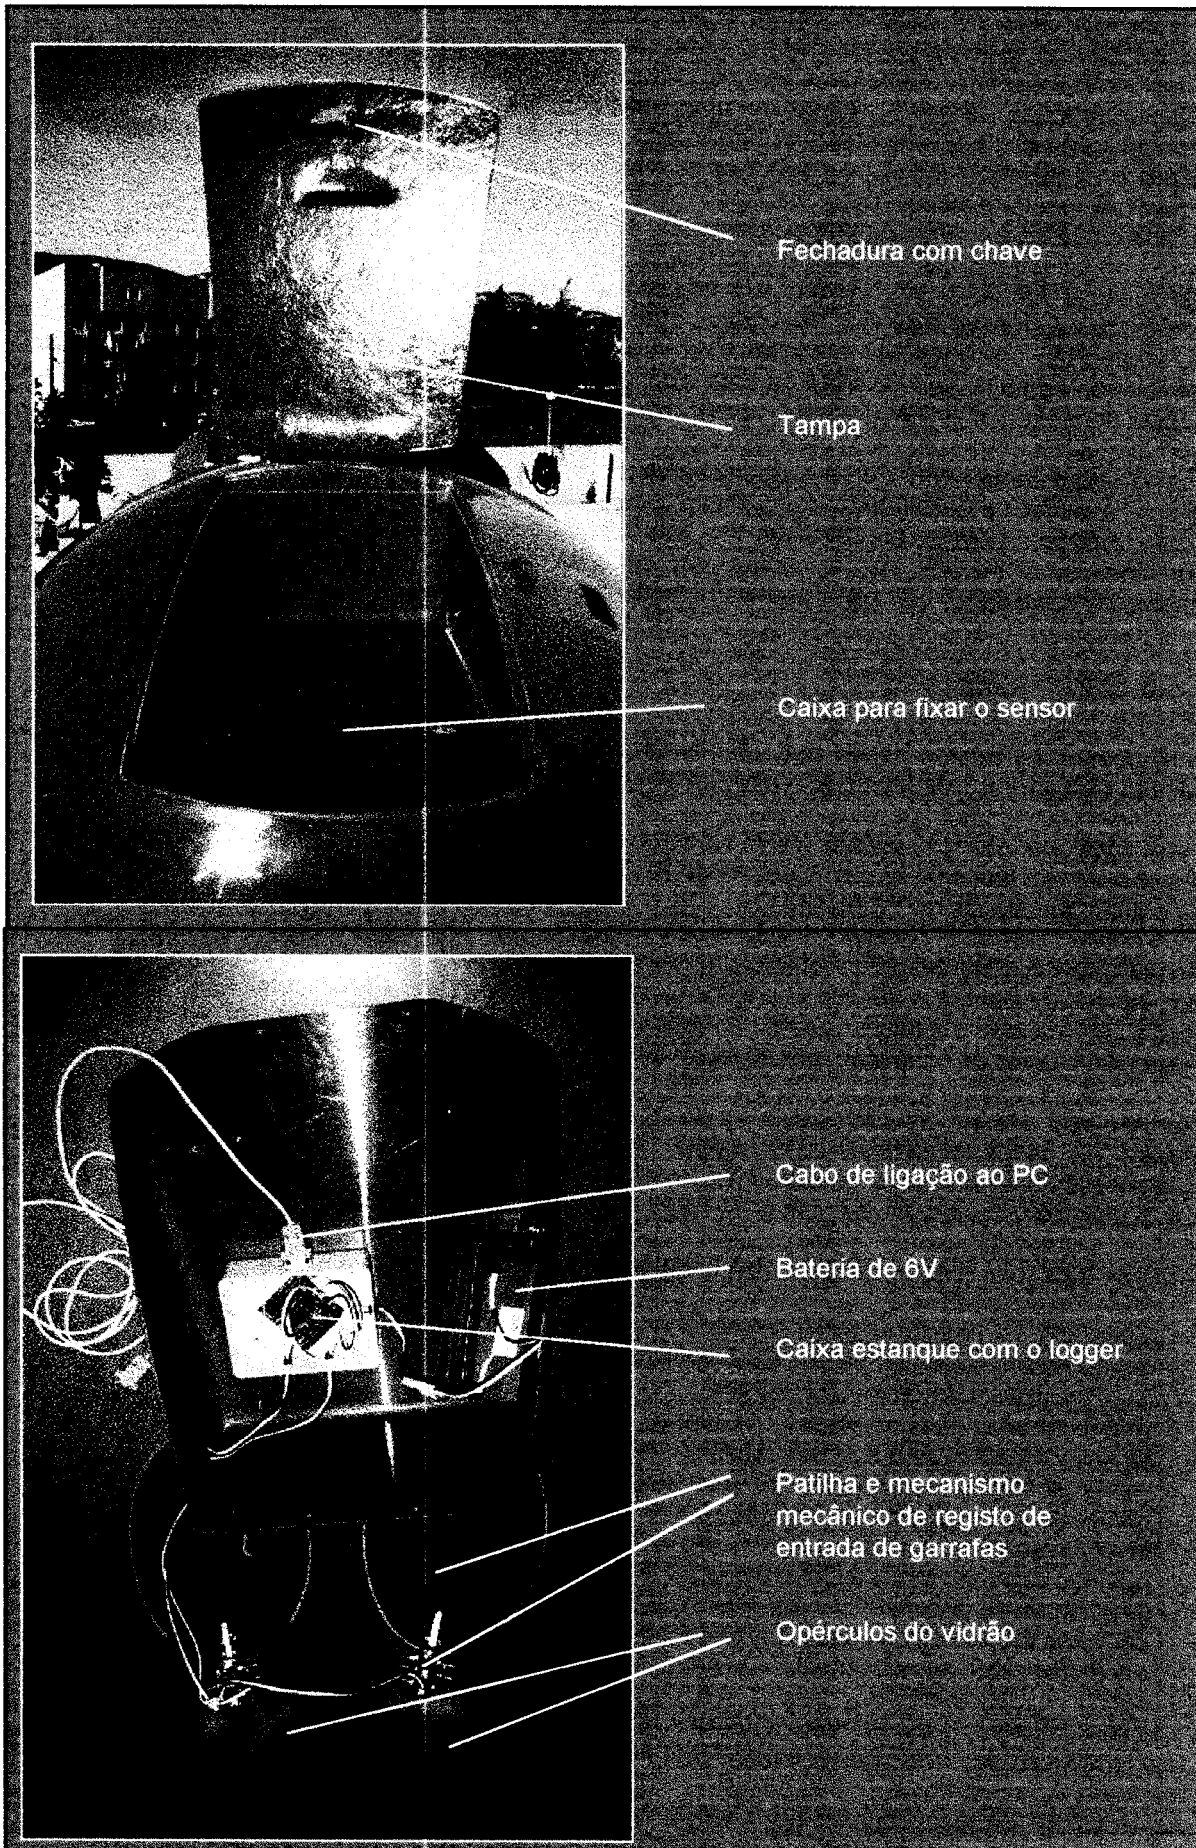 Fechadura com chave
Tampa
Caixa para fixar o sensor
Cabo de ligação ao PC
Bateria de 6V
Caixa estanque com o logger
Patilha e mecanismo
mecânico de registo de
entrada de garrafas
Opérculos do vidrão